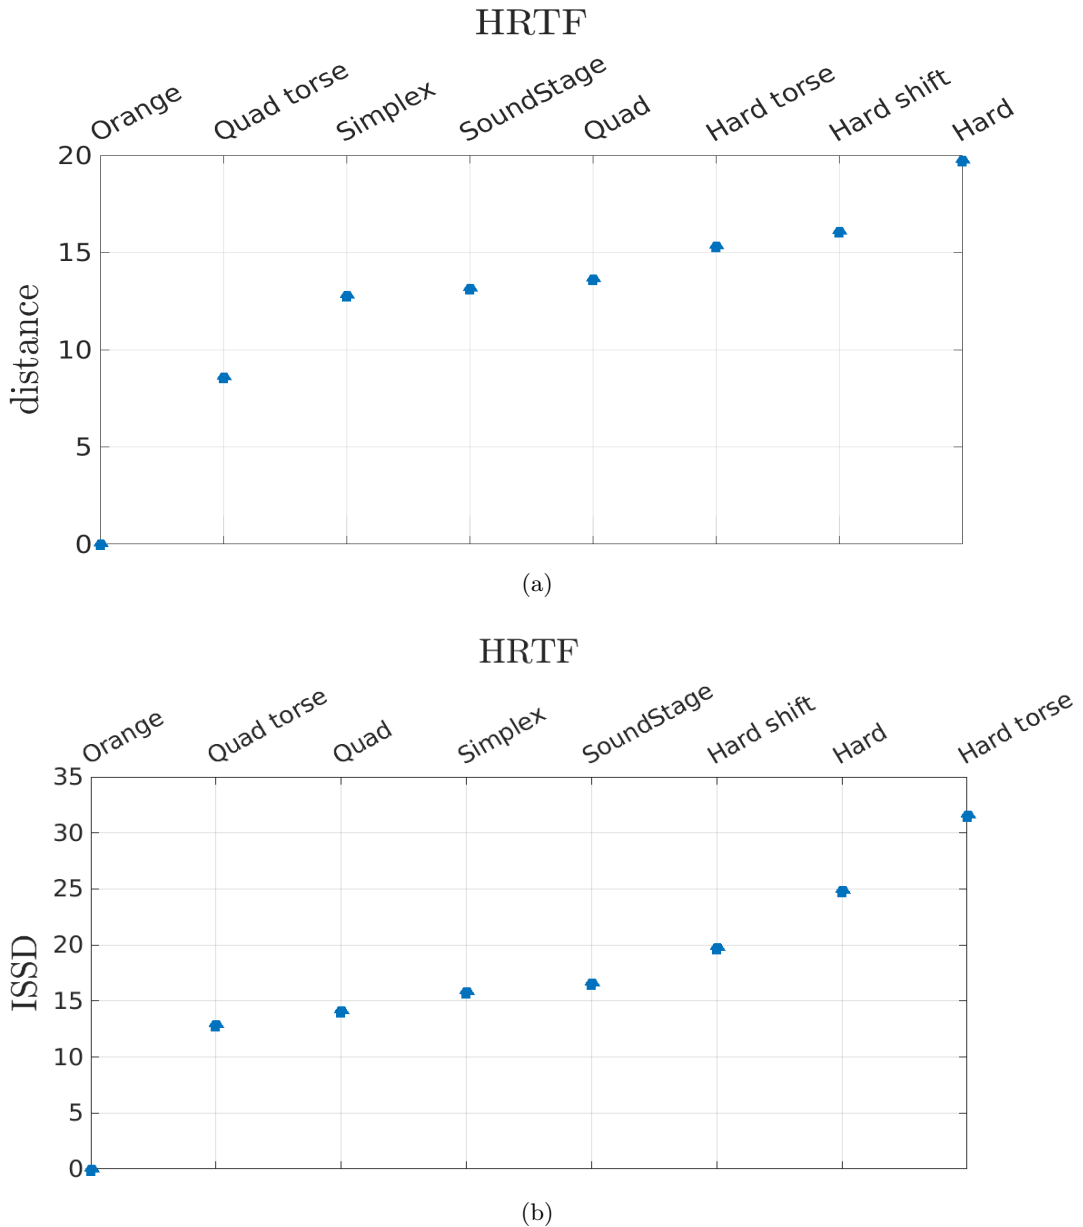 HRTF
Orange
Quad torse
Simplex
SoundStage
Quad
Hard torse
Hard shift
Hard
20
15
10
5
0
distance
(a)
HRTF
Orange
Quad torse
Quad
Simplex
SoundStage
Hard shift
Hard
Hard torse
35
30
25
20
15
10
5
0
ISSD
(b)